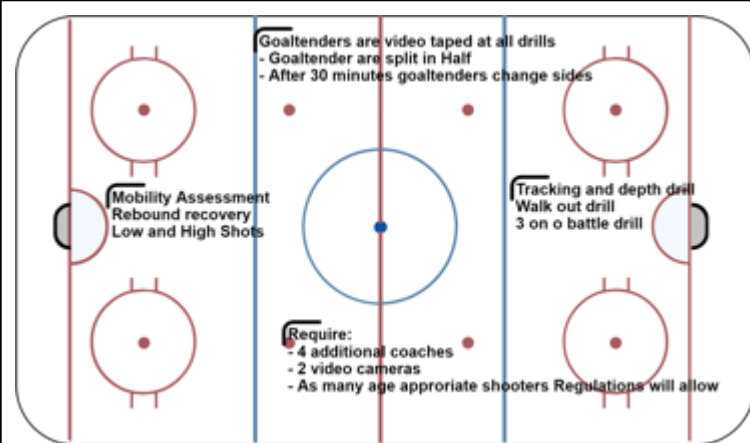 Goaltenders are video taped at all drills
- Goaltender are split in Half
- After 30 minutes goaltenders change sides
Mobility Assessment
Rebound recovery
Low and High Shots
Tracking and depth drill
Walk out drill
3 on o battle drill
Require:
- 4 additional coaches
- 2 video cameras
- As many age approriate shooters Regulations will allow